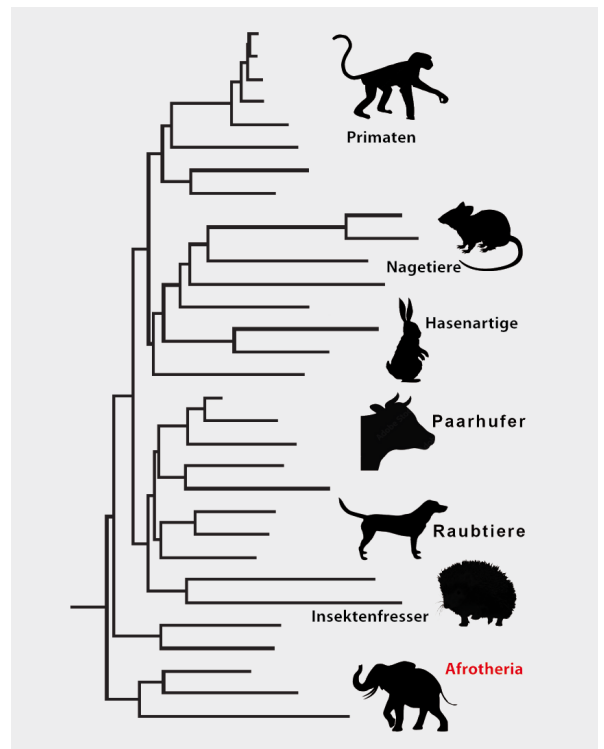 Primaten
Nagetiere
Hasenartige
Paarhufer
Raubtiere
Insektenfresser
Afrotheria